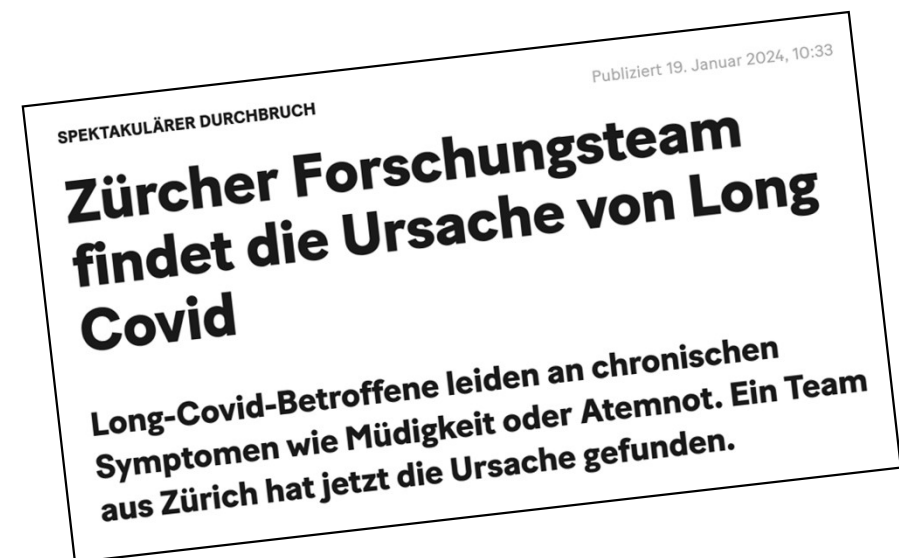 Publiziert 19. Januar 2024, 10:33
SPEKTAKULÄRER DURCHBRUCH
Zürcher Forschungsteam
findet die Ursache von Long
Covid
Long-Covid-Betroffene leiden an chronischen
Symptomen wie Müdigkeit oder Atemnot. Ein Team
aus Zürich hat jetzt die Ursache gefunden.